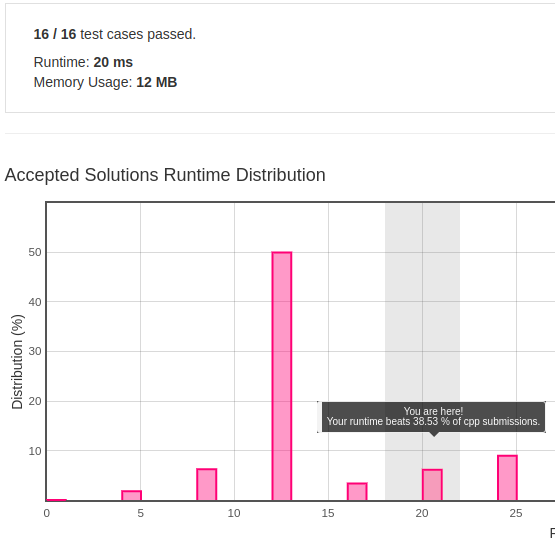 16 / 16 test cases passed.
Runtime: 20 ms
Memory Usage: 12 MB
Accepted Solutions Runtime Distribution
Distribution (%)
50
40
30
20
10
You are here!
Your runtime beats 38.53 % of cpp submissions.
0 5 10 15 20 25